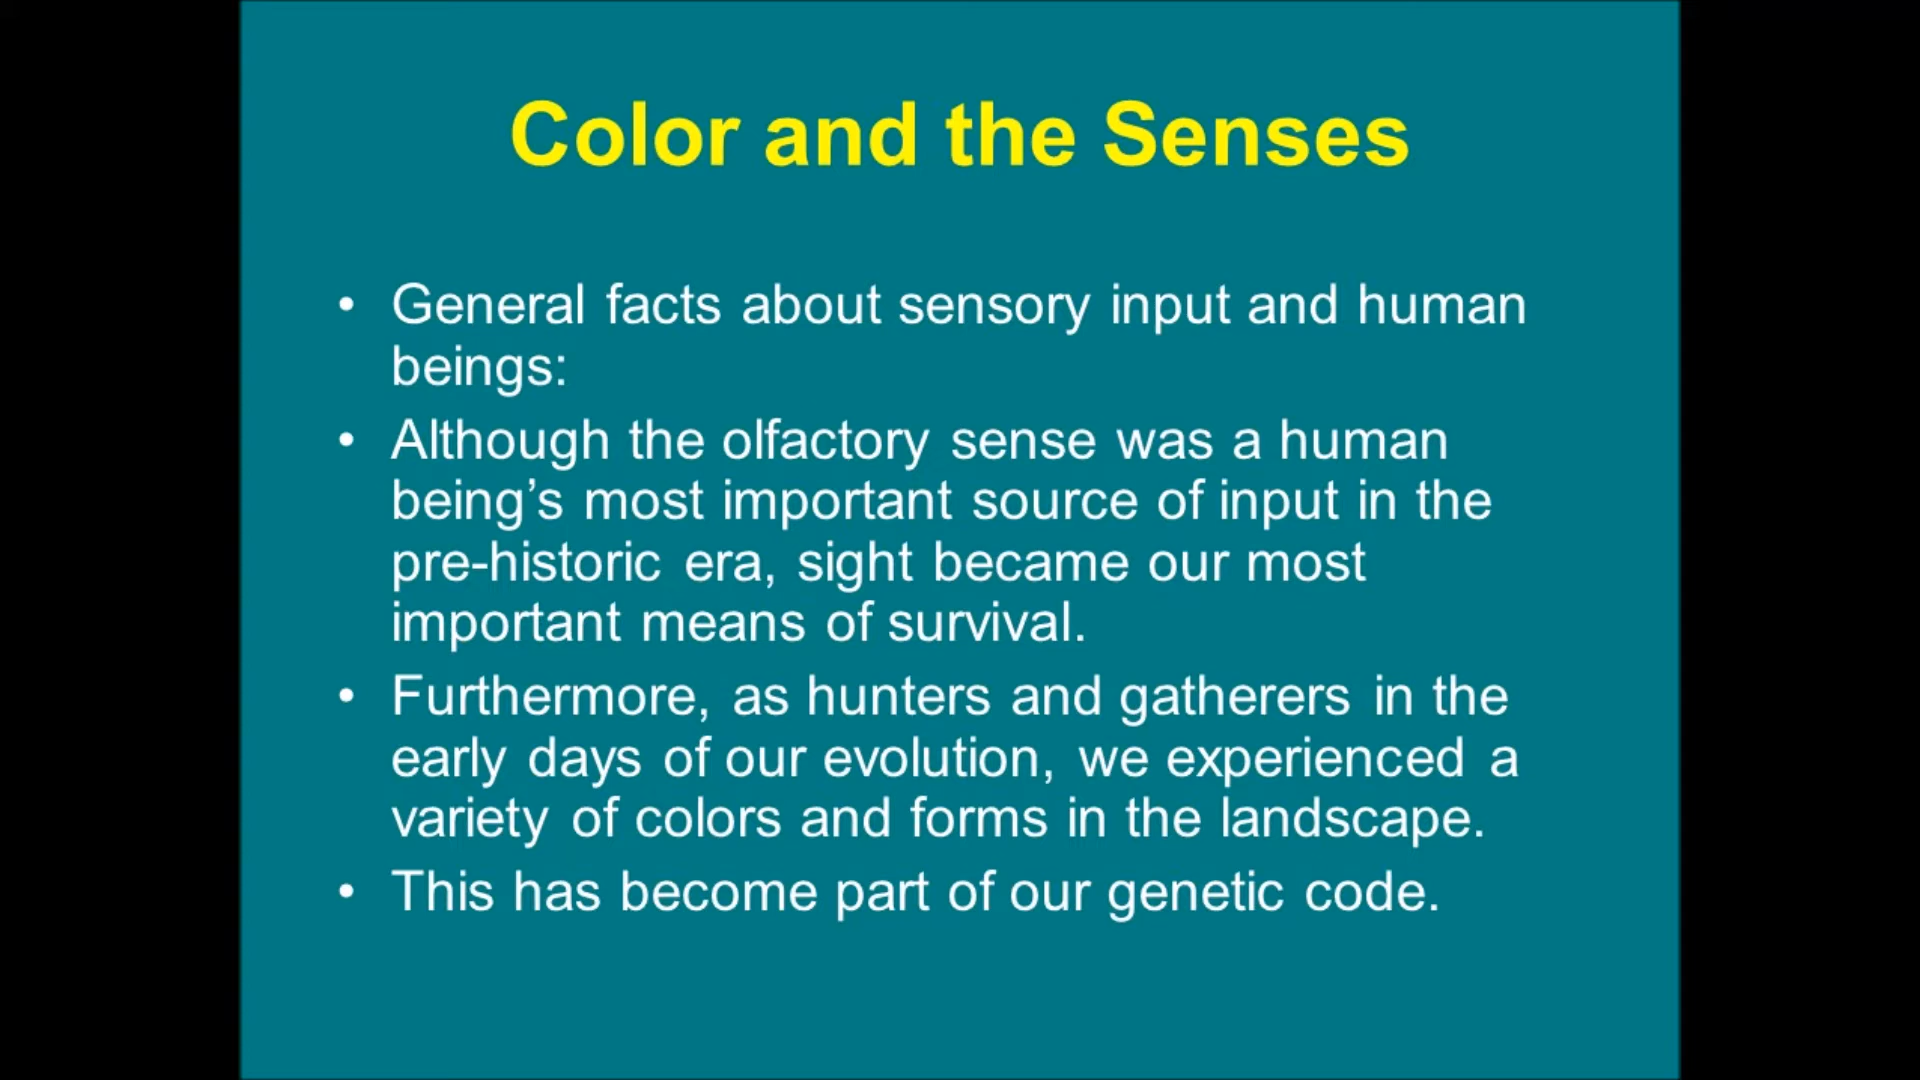 Color and the Senses
• General facts about sensory input and human
beings:
• Although the olfactory sense was a human
being’s most important source of input in the
pre-historic era, sight became our most
important means of survival.
• Furthermore, as hunters and gatherers in the
early days of our evolution, we experienced a
variety of colors and forms in the landscape.
• This has become part of our genetic code.